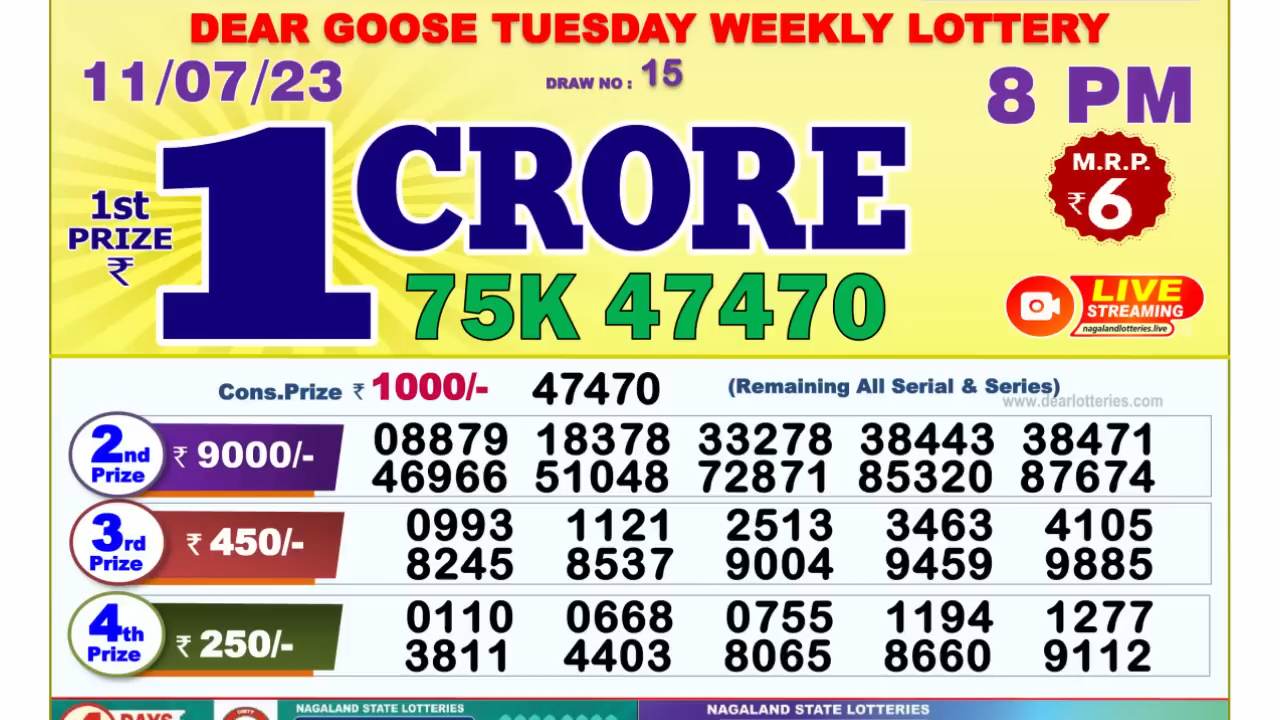 DEAR GOOSE TUESDAY WEEKLY LOTTERY
11/07/23
DRAW NO : 15
8 PM
M.R.P.
₹ 6
1st
PRIZE
₹
1 CRORE
75K 47470
LIVE
STREAMING
nagalandlotteries.live
Cons.Prize ₹ 1000/- 47470 (Remaining All Serial & Series)
www.dearlotteries.com
2nd Prize ₹ 9000/-
08879 18378 33278 38443 38471
46966 51048 72871 85320 87674
3rd Prize ₹ 450/-
0993 1121 2513 3463 4105
8245 8537 9004 9459 9885
4th Prize ₹ 250/-
0110 0668 0755 1194 1277
3811 4403 8065 8660 9112
NAGALAND STATE LOTTERIES
NAGALAND STATE LOTTERIES
DAYS